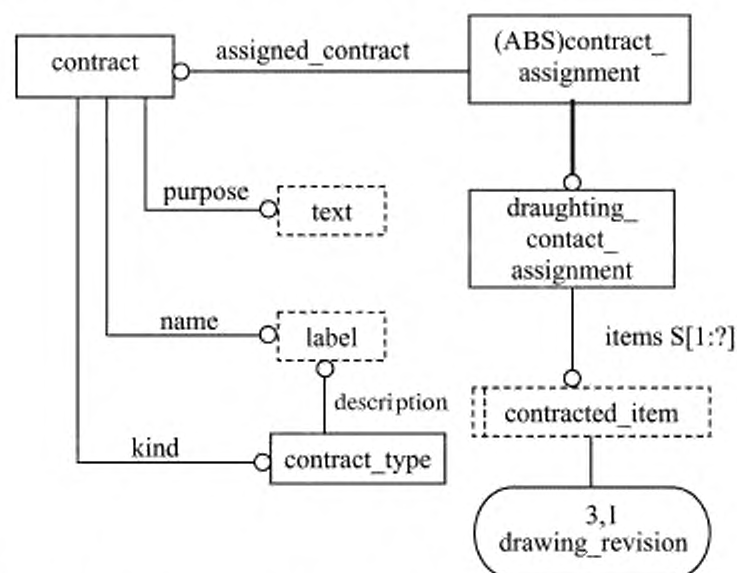 contract
assigned_contract
(ABS)contract_
assignment
purpose
text
draughting_
contact_
assignment
name
label
items S[1:?]
description
contracted_item
kind
contract_type
3,1
drawing_revision